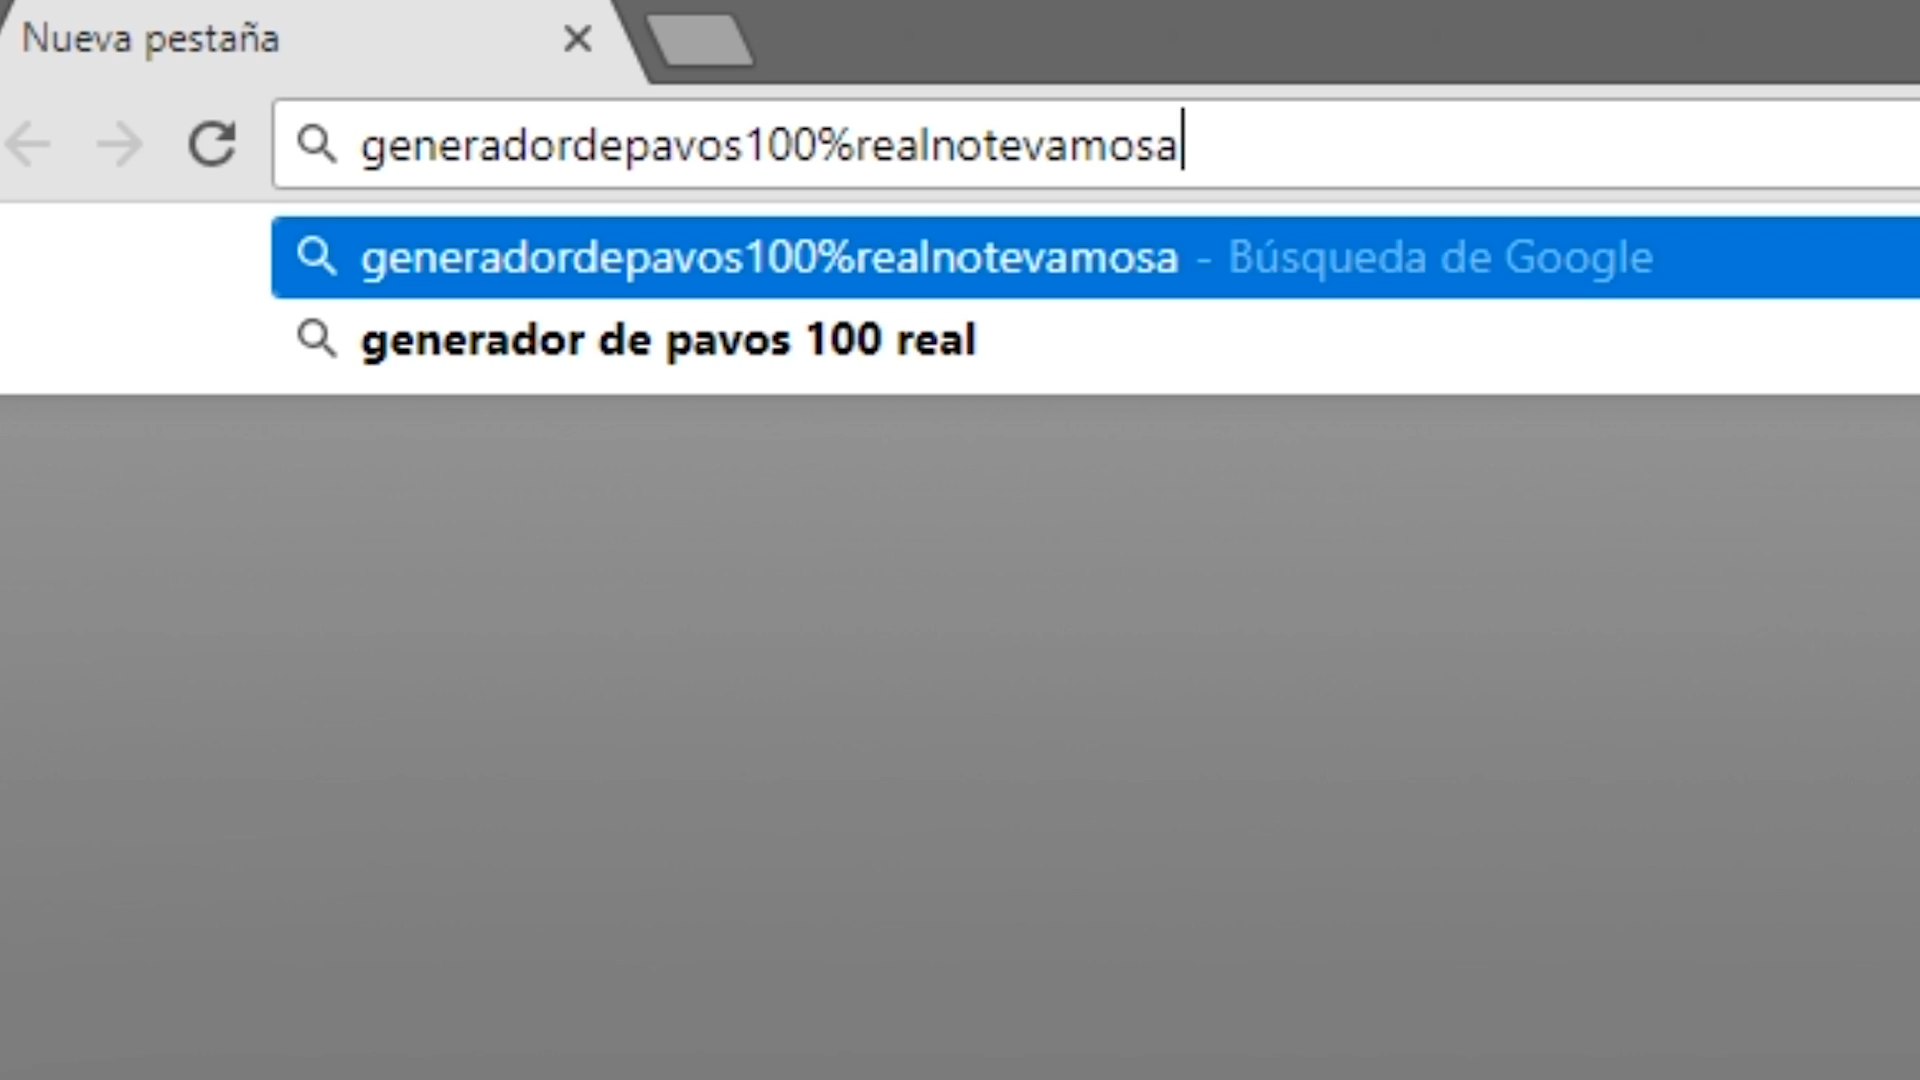 Nueva pestaña
generadordepavos100%realnotevamosa
generadordepavos100%realnotevamosa - Búsqueda de Google
generador de pavos 100 real